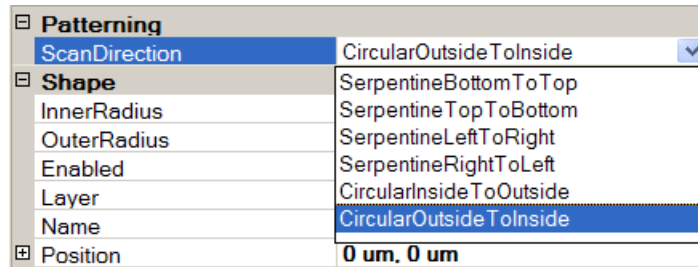 Patterning
ScanDirection CircularOutsideToInside
Shape SerpentineBottomToTop
InnerRadius SerpentineTopToBottom
OuterRadius SerpentineLeftToRight
Enabled SerpentineRightToLeft
Layer CircularInsideToOutside
Name CircularOutsideToInside
Position 0 um, 0 um